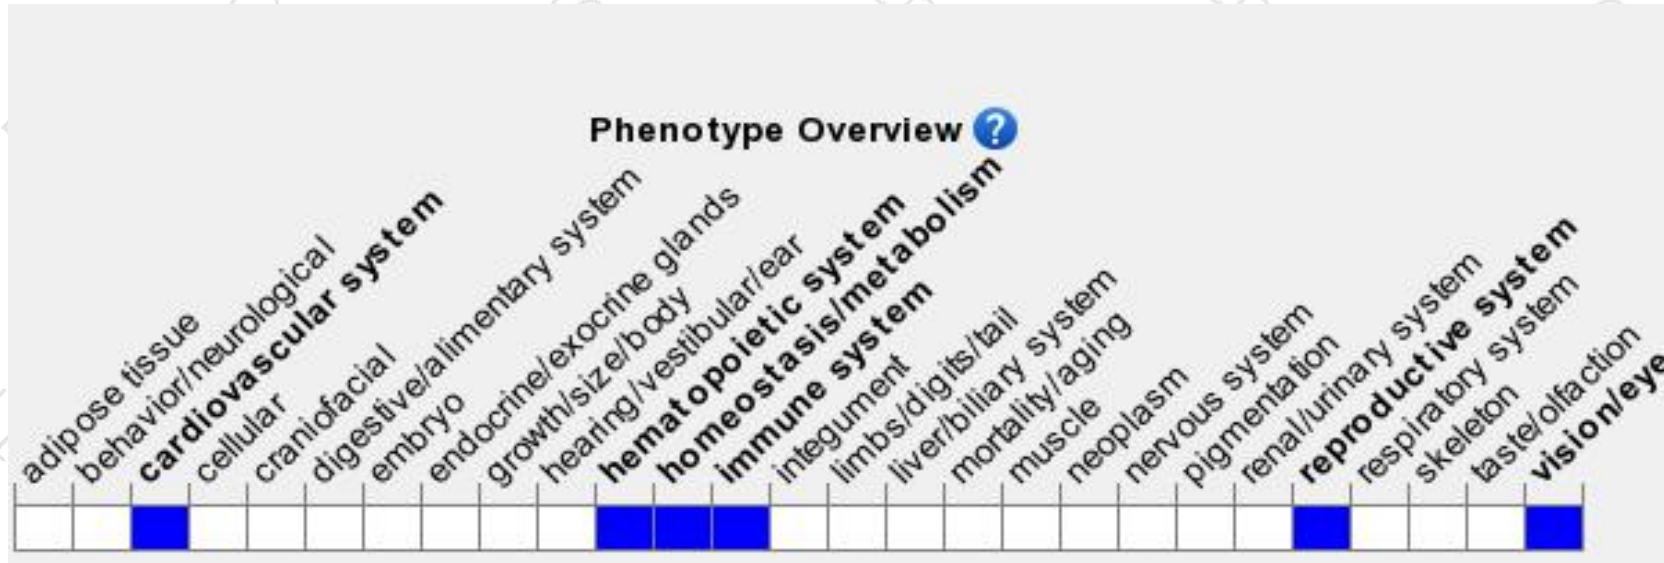 Phenotype Overview ?
adipose tissue
behavior/neurological
cardiovascular system
cellular
craniofacial
digestive/alimentary system
embryo
endocrine/exocrine glands
growth/size/body
hearing/vestibular/ear
hematopoietic system
homeostasis/metabolism
immune system
integument
limbs/digits/tail
liver/biliary system
mortality/aging
muscle
neoplasm
nervous system
pigmentation
renal/urinary system
reproductive system
respiratory system
skeleton
taste/olfaction
vision/eye